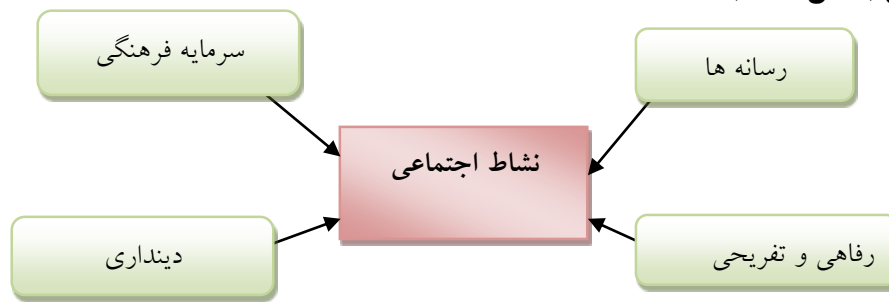 رسانه ها
سرمایه فرهنگی
نشاط اجتماعی
رفاهی و تفریحی
دینداری